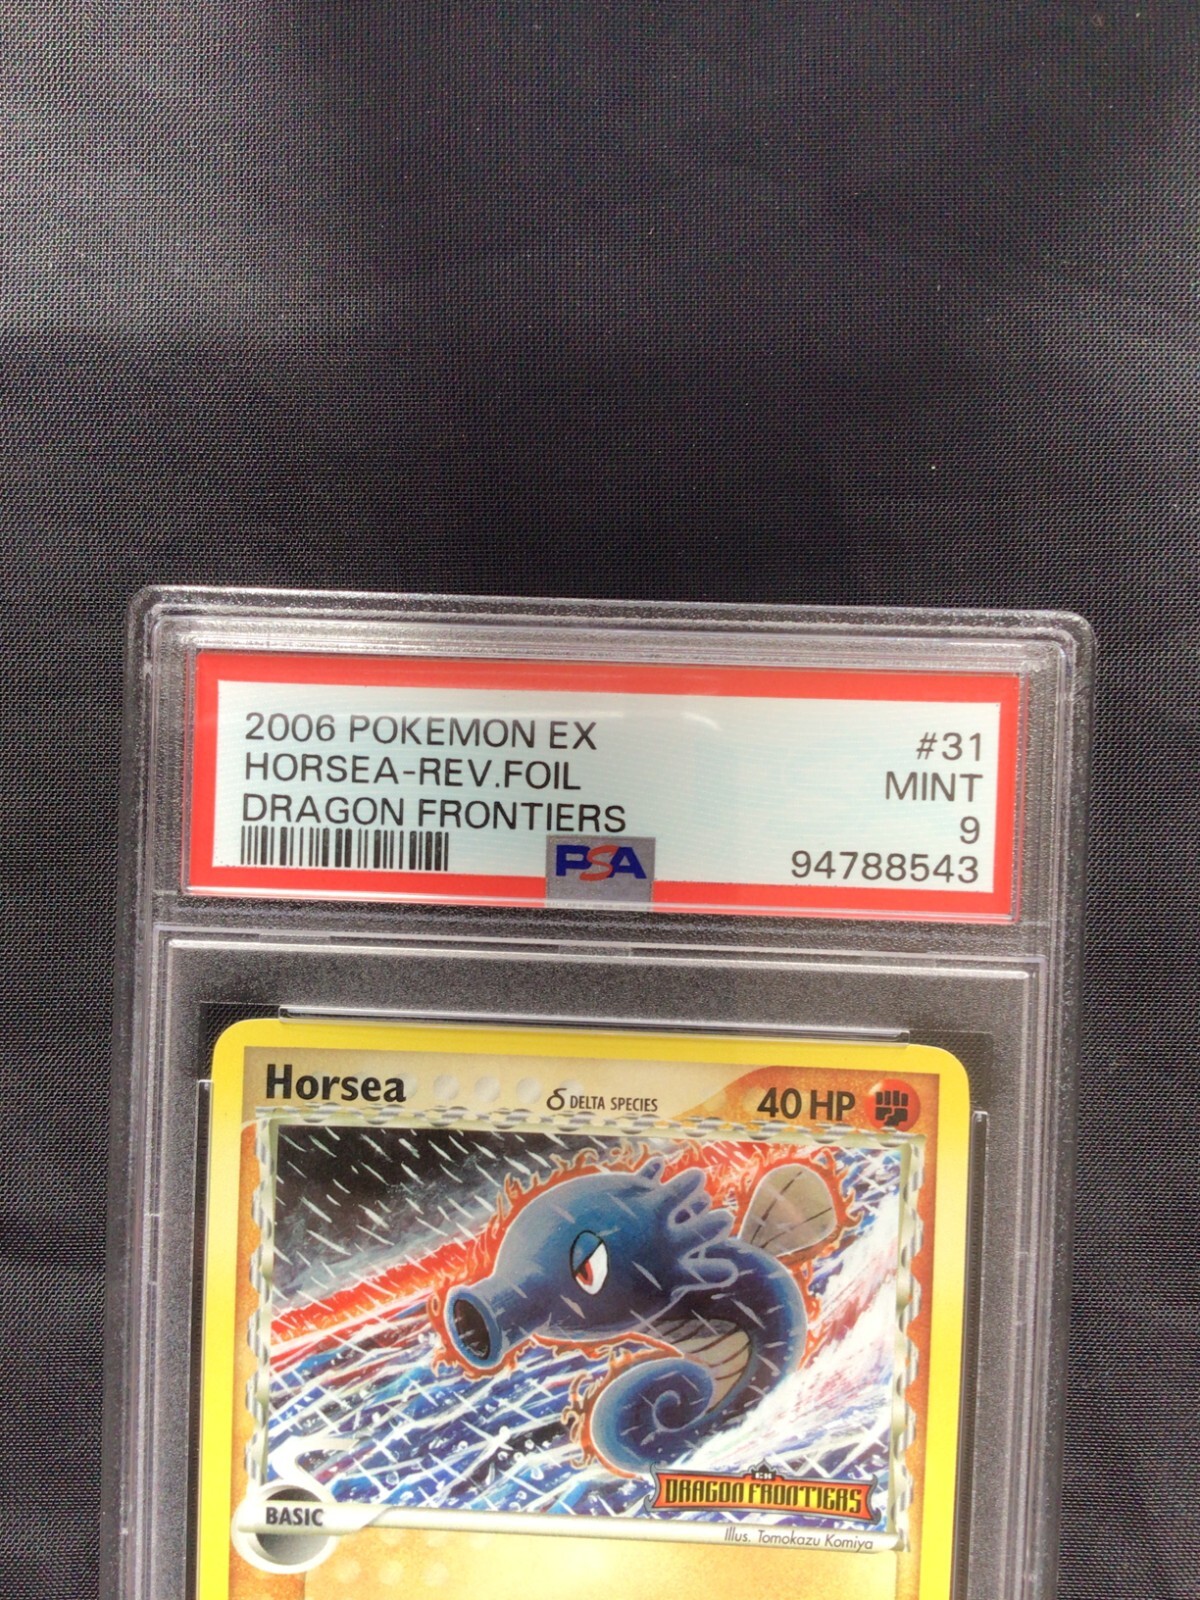 2006 POKEMON EX #31
HORSEA-REV.FOIL MINT
DRAGON FRONTIERS 9
PSA 94788543
Horsea δ DELTA SPECIES 40 HP
EX
DRAGON FRONTIERS
BASIC
Illus. Tomokazu Komiya